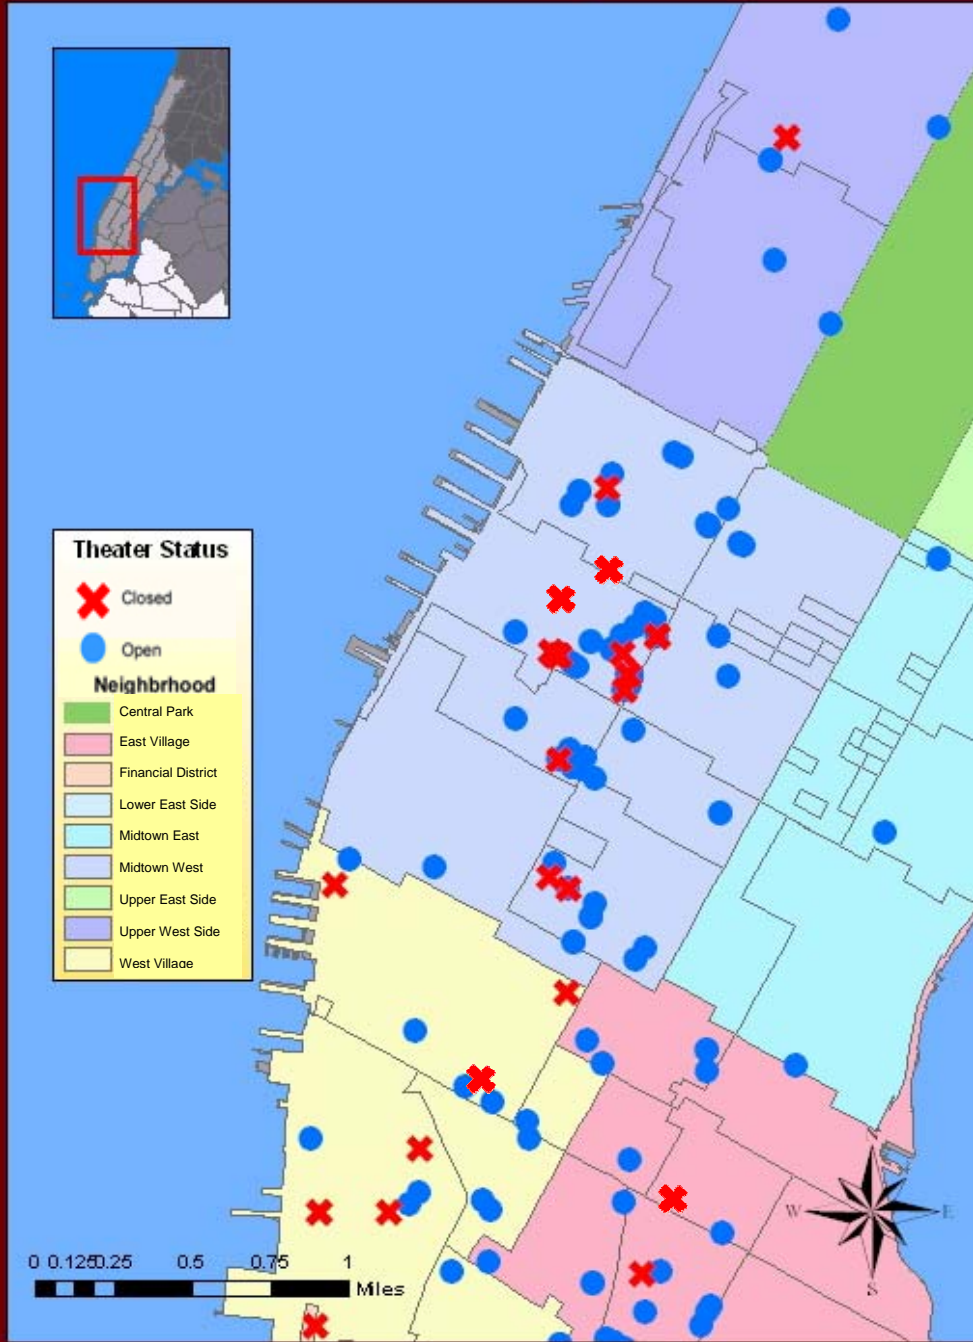 Theater Status
Closed
Open
Neighbrhood
Central Park
East Village
Financial District
Lower East Side
Midtown East
Midtown West
Upper East Side
Upper West Side
West Village
N
W E
S
0 0.125 0.25 0.5 0.75 1
Miles